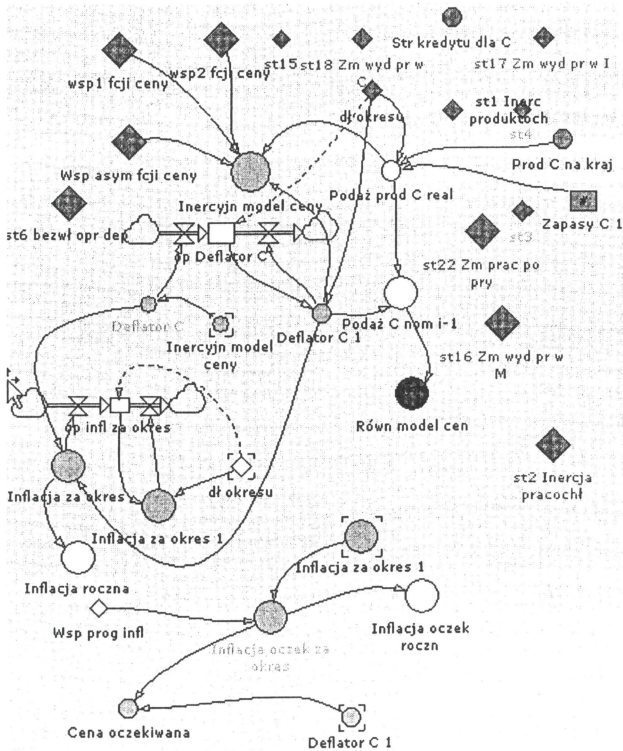 wsp1 fcji ceny
wsp2 fcji ceny
st15
st18 Zm wyd pr w
C
Str kredytu dla C
st17 Zm wyd pr w I
dł okresu
st1 Inerc
produktoch
st4
Prod C na kraj
Wsp asym fcji ceny
Inercyjn model ceny
Podaż prod C real
#
Zapasy C 1
st3
st6 bezwł opr dep
op Deflator C
st22 Zm prac po
pry
Deflator C
Inercyjn model
ceny
Deflator C 1
Podaż C nom i-1
st16 Zm wyd pr w
M
Równ model cen
op infl za okres
Inflacja za okres
dł okresu
Inflacja za okres 1
st2 Inercja
pracochł
Inflacja roczna
Inflacja za okres 1
Wsp prog infl
Inflacja oczek za
okres
Inflacja oczek
roczn
Cena oczekiwana
Deflator C 1